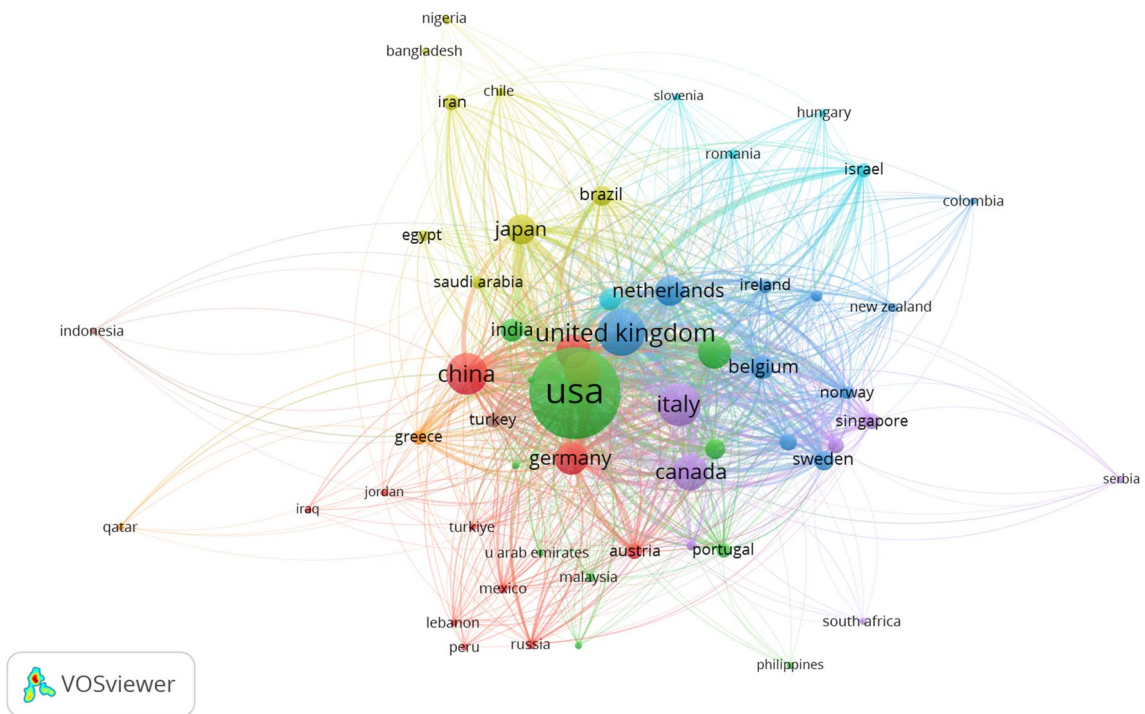 nigeria
bangladesh
chile
iran
slovenia
hungary
romania
israel
brazil
colombia
japan
egypt
saudi arabia
ireland
netherlands
new zealand
indonesia
india
united kingdom
belgium
china
usa
norway
italy
turkey
singapore
greece
germany
sweden
canada
serbia
jordan
iraq
qatar
turkiye
u arab emirates
austria
portugal
malaysia
mexico
lebanon
south africa
peru
russia
philippines
VOSviewer